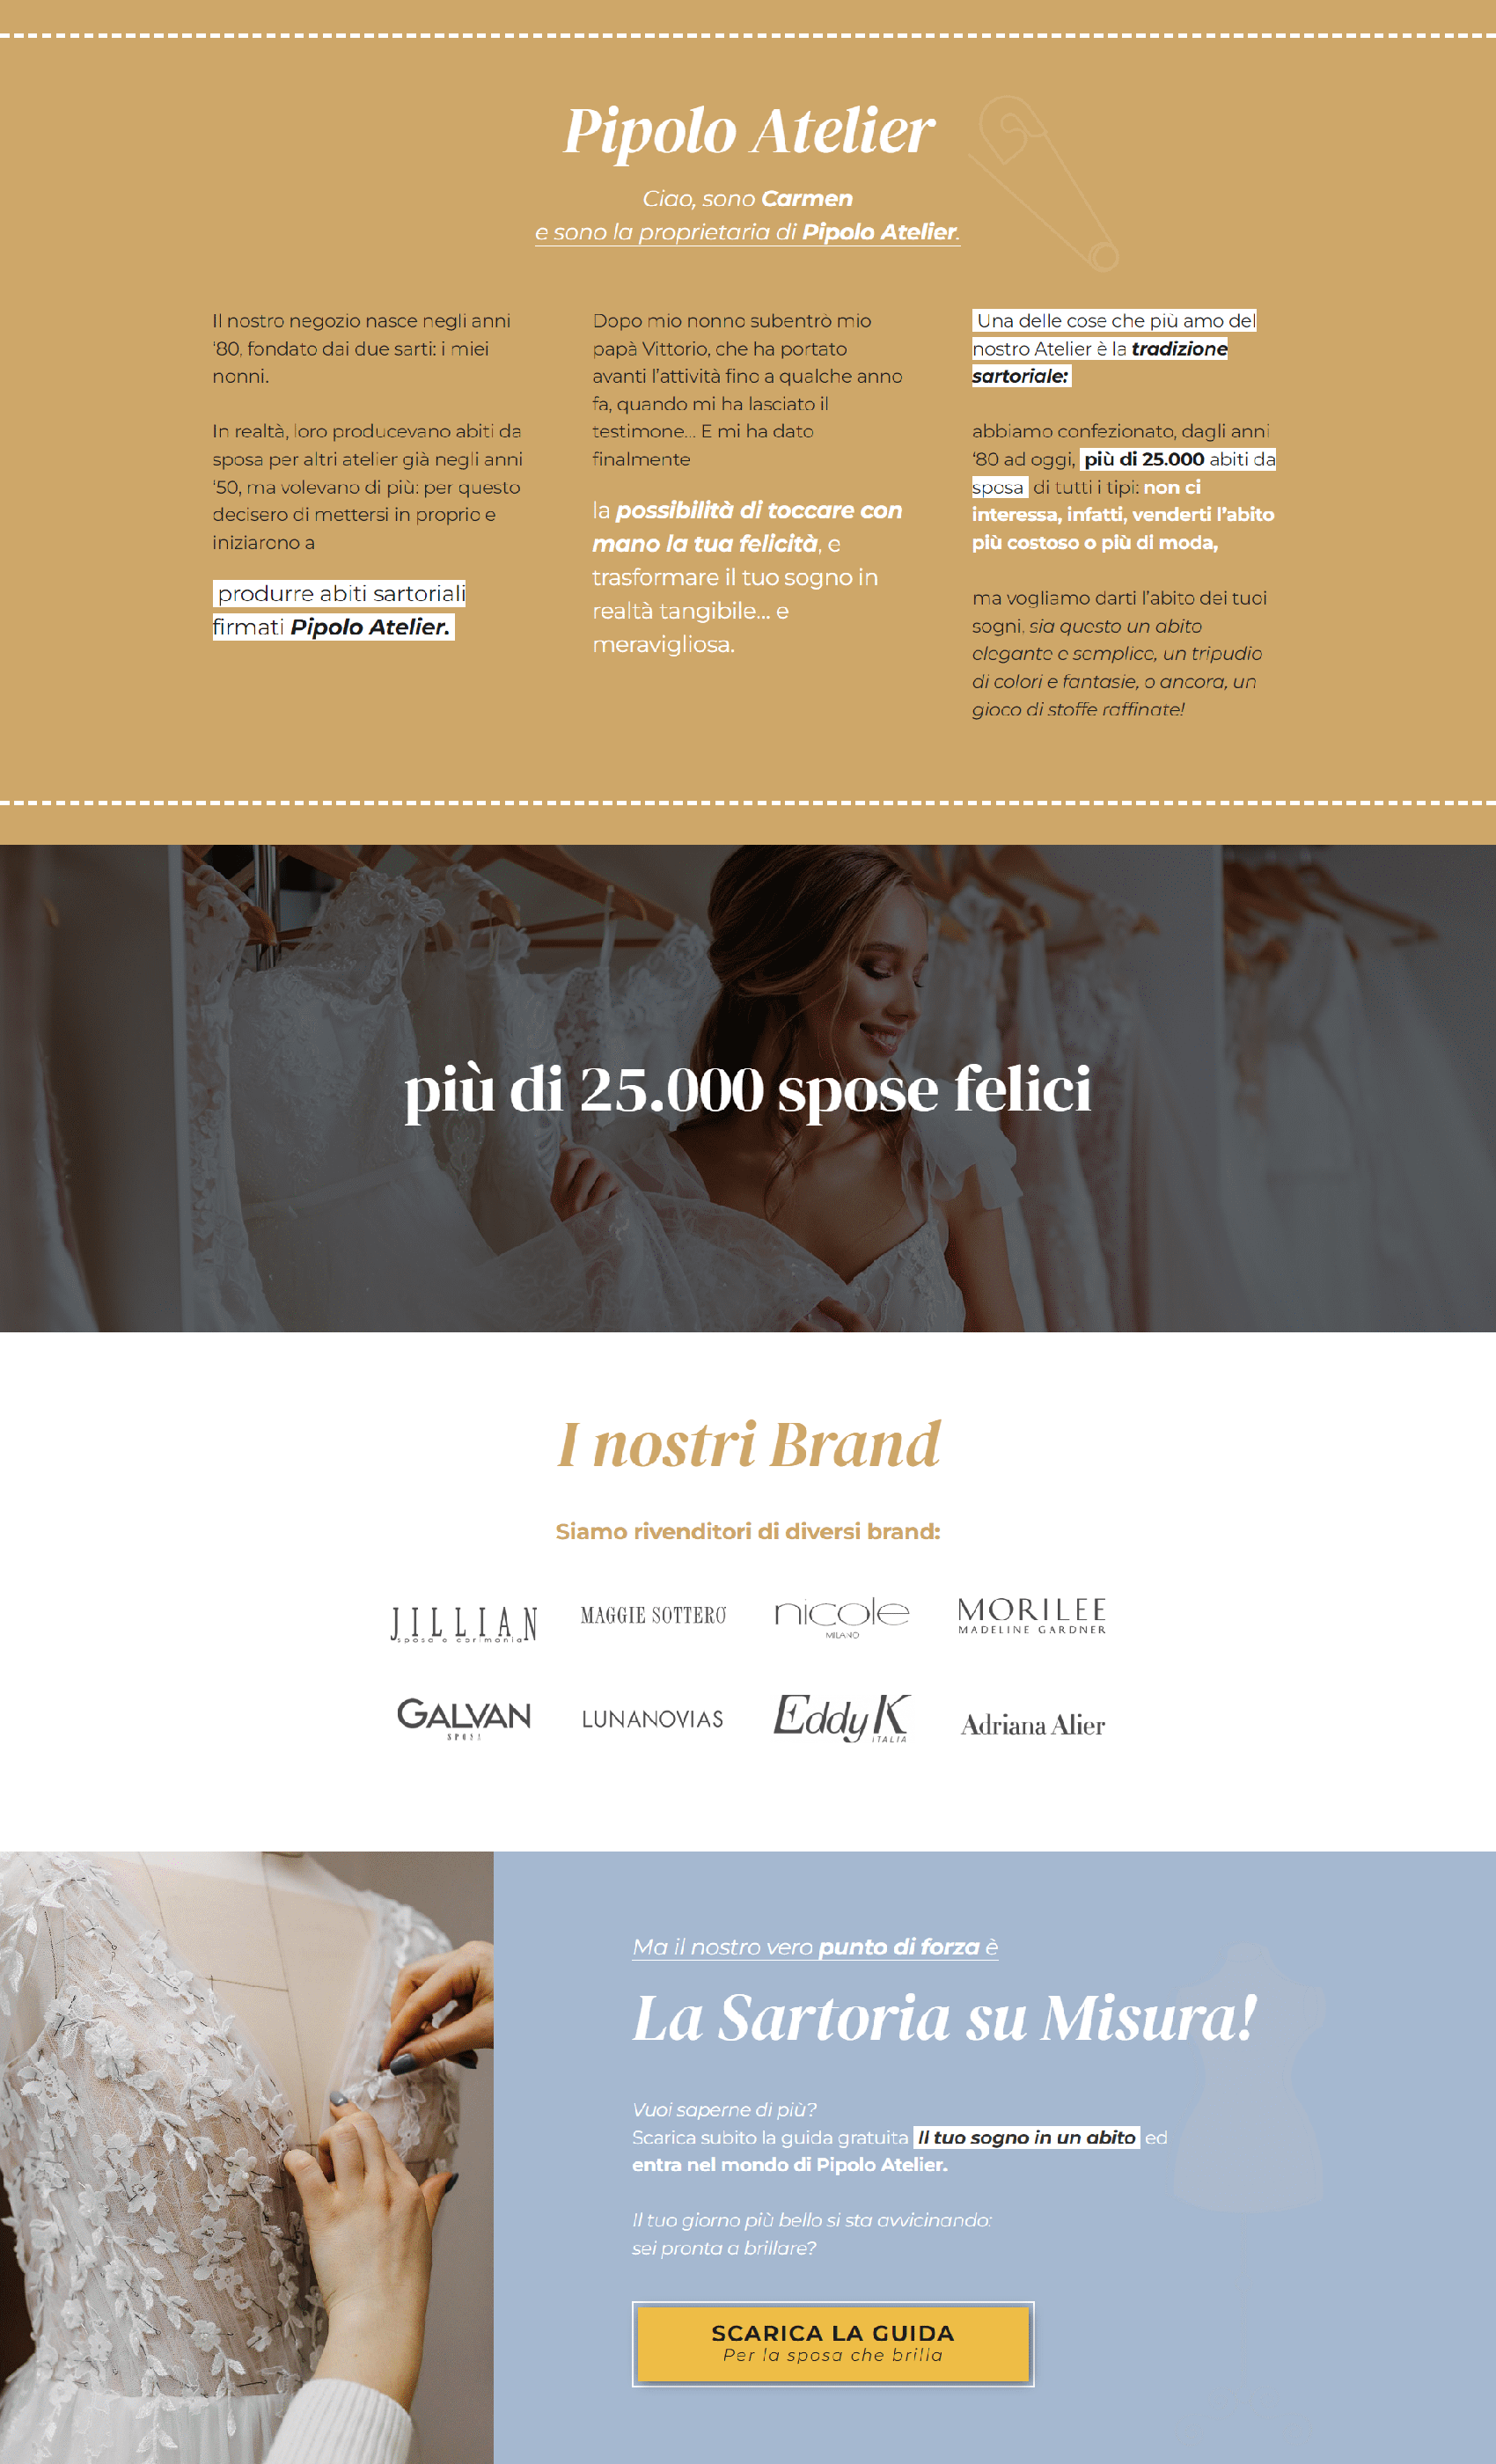 Pipolo Atelier
Ciao, sono Carmen
e sono la proprietaria di Pipolo Atelier.
Il nostro negozio nasce negli anni
‘80, fondato dai due sarti: i miei
nonni.
In realtà, loro producevano abiti da
sposa per altri atelier già negli anni
‘50, ma volevano di più: per questo
decisero di mettersi in proprio e
iniziarono a
produrre abiti sartoriali
firmati Pipolo Atelier.
Dopo mio nonno subentrò mio
papà Vittorio, che ha portato
avanti l’attività fino a qualche anno
fa, quando mi ha lasciato il
testimone… E mi ha dato
finalmente
la possibilità di toccare con
mano la tua felicità, e
trasformare il tuo sogno in
realtà tangibile… e
meravigliosa.
Una delle cose che più amo del
nostro Atelier è la tradizione
sartoriale:
abbiamo confezionato, dagli anni
‘80 ad oggi, più di 25.000 abiti da
sposa di tutti i tipi: non ci
interessa, infatti, venderti l’abito
più costoso o più di moda,
ma vogliamo darti l’abito dei tuoi
sogni, sia questo un abito
elegante e semplice, un tripudio
di colori e fantasie, o ancora, un
gioco di stoffe raffinate!
più di 25.000 spose felici
I nostri Brand
Siamo rivenditori di diversi brand:
JILLIAN
sposa e cerimonia
MAGGIE SOTTERO
nicole
MILANO
MORILEE
MADELINE GARDNER
GALVAN
SPOSA
LUNANOVIAS
Eddy K
ITALIA
Adriana Alier
Ma il nostro vero punto di forza è
La Sartoria su Misura!
Vuoi saperne di più?
Scarica subito la guida gratuita Il tuo sogno in un abito ed
entra nel mondo di Pipolo Atelier.
Il tuo giorno più bello si sta avvicinando:
sei pronta a brillare?
SCARICA LA GUIDA
Per la sposa che brilla